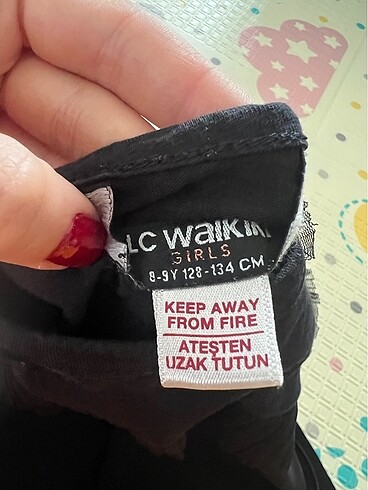 LC WAIKIKI
GIRLS
8-9Y 128-134 CM
KEEP AWAY
FROM FIRE
ATEŞTEN
UZAK TUTUN